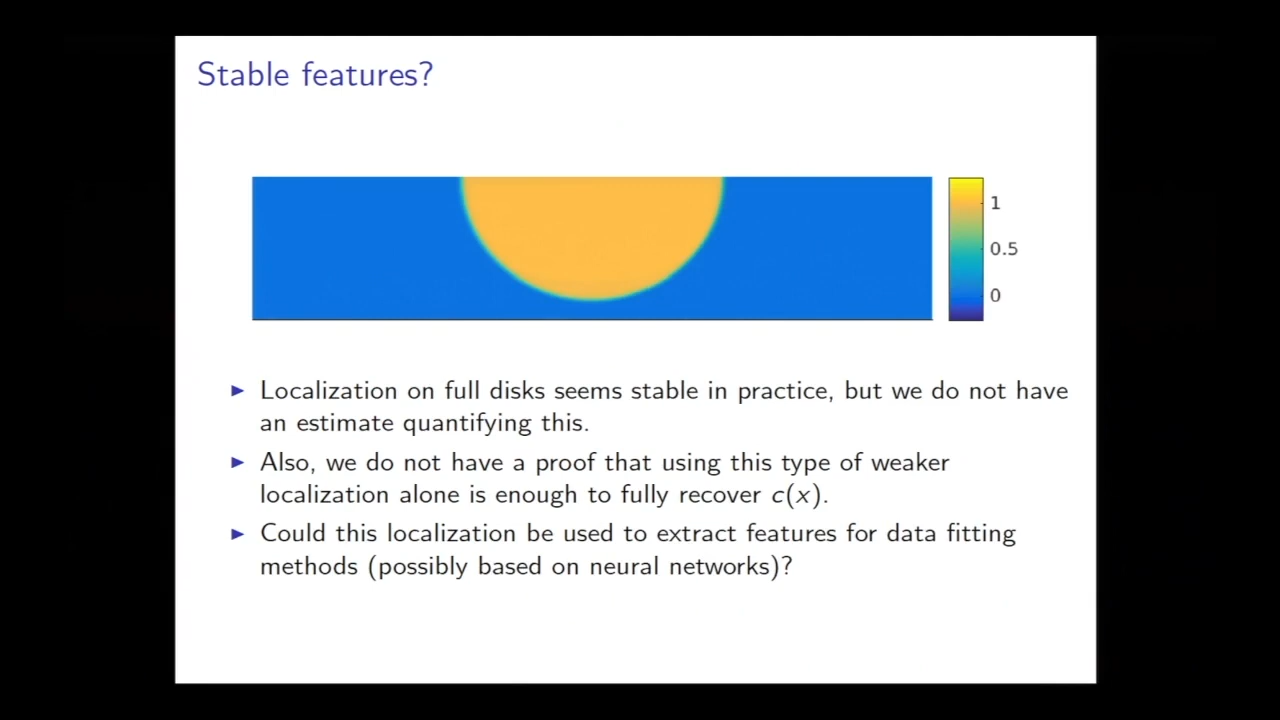 Stable features?
1
0.5
0
▶ Localization on full disks seems stable in practice, but we do not have
an estimate quantifying this.
▶ Also, we do not have a proof that using this type of weaker
localization alone is enough to fully recover c(x).
▶ Could this localization be used to extract features for data fitting
methods (possibly based on neural networks)?